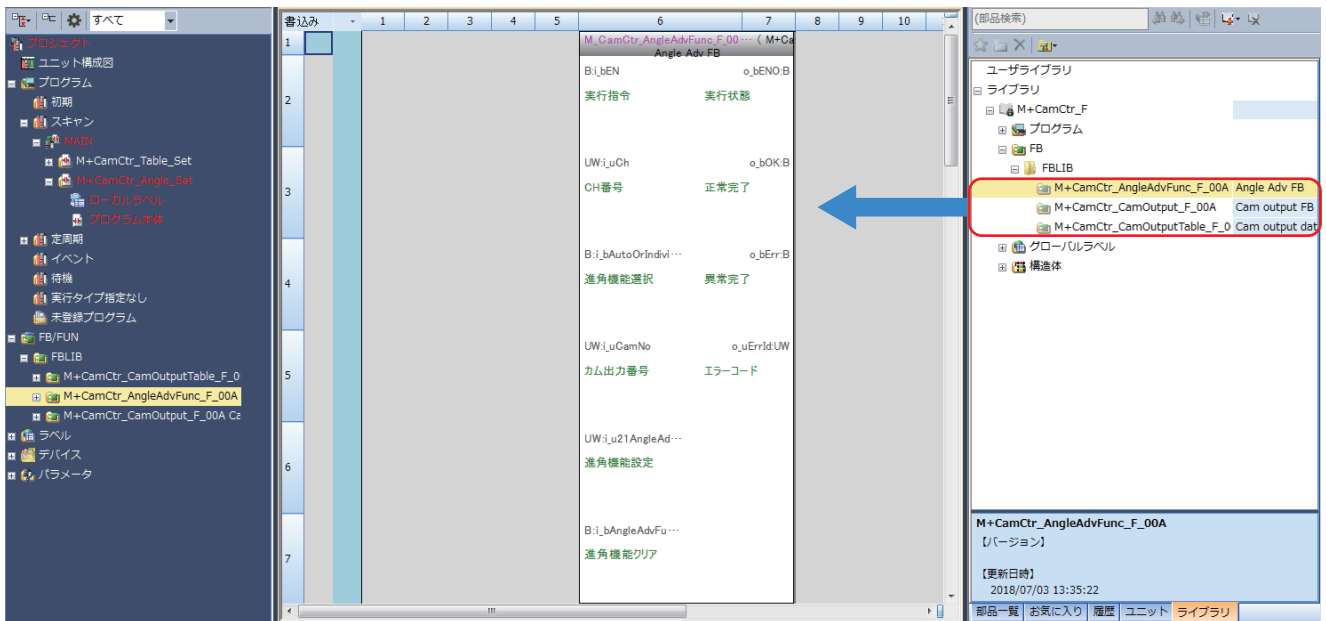 すべて
プロジェクト
ユニット構成図
プログラム
初期
スキャン
MAIN
M+CamCtr_Table_Set
M+CamCtr_Angle_Set
ローカルラベル
プログラム本体
定周期
イベント
待機
実行タイプ指定なし
未登録プログラム
FB/FUN
FBLIB
M+CamCtr_CamOutputTable_F_0
M+CamCtr_AngleAdvFunc_F_00A
M+CamCtr_CamOutput_F_00A Ca
ラベル
デバイス
パラメータ
書込み 1 2 3 4 5 6 7 8 9 10
1
M_CamCtr_AngleAdvFunc_F_00… ( M+Ca
Angle Adv FB
B:i_bEN o_bENO:B
2 実行指令 実行状態
UW:i_uCh o_bOK:B
3 CH番号 正常完了
B:i_bAutoOrIndivi… o_bErr:B
4 進角機能選択 異常完了
UW:i_uCamNo o_uErrId:UW
5 カム出力番号 エラーコード
UW:i_u21AngleAd…
6 進角機能設定
B:i_bAngleAdvFu…
7 進角機能クリア
(部品検索)
ユーザライブラリ
ライブラリ
M+CamCtr_F
プログラム
FB
FBLIB
M+CamCtr_AngleAdvFunc_F_00A Angle Adv FB
M+CamCtr_CamOutput_F_00A Cam output FB
M+CamCtr_CamOutputTable_F_0 Cam output dat
グローバルラベル
構造体
M+CamCtr_AngleAdvFunc_F_00A
【バージョン】
【更新日時】
2018/07/03 13:35:22
部品一覧 お気に入り 履歴 ユニット ライブラリ